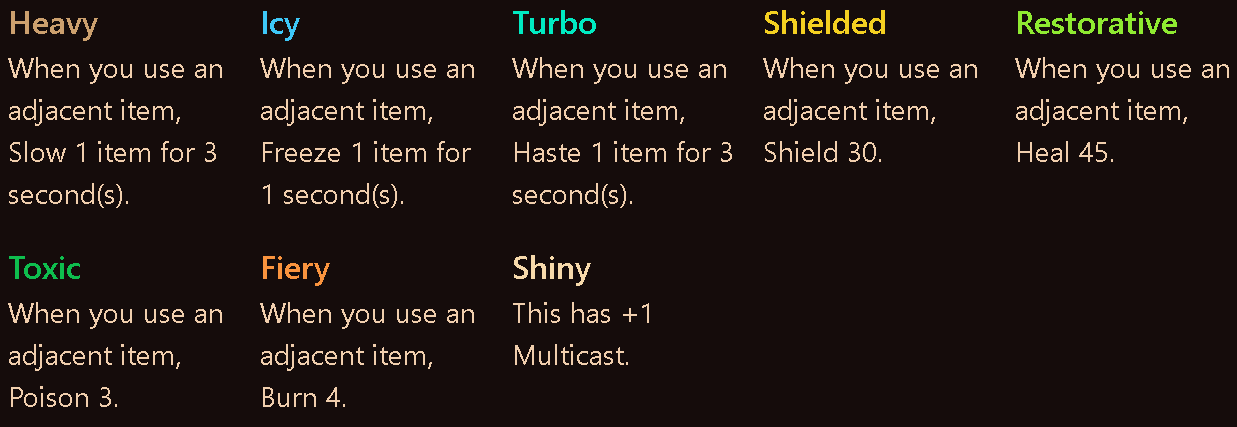 Heavy
When you use an
adjacent item,
Slow 1 item for 3
second(s).
Icy
When you use an
adjacent item,
Freeze 1 item for
1 second(s).
Turbo
When you use an
adjacent item,
Haste 1 item for 3
second(s).
Shielded
When you use an
adjacent item,
Shield 30.
Restorative
When you use an
adjacent item,
Heal 45.
Toxic
When you use an
adjacent item,
Poison 3.
Fiery
When you use an
adjacent item,
Burn 4.
Shiny
This has +1
Multicast.